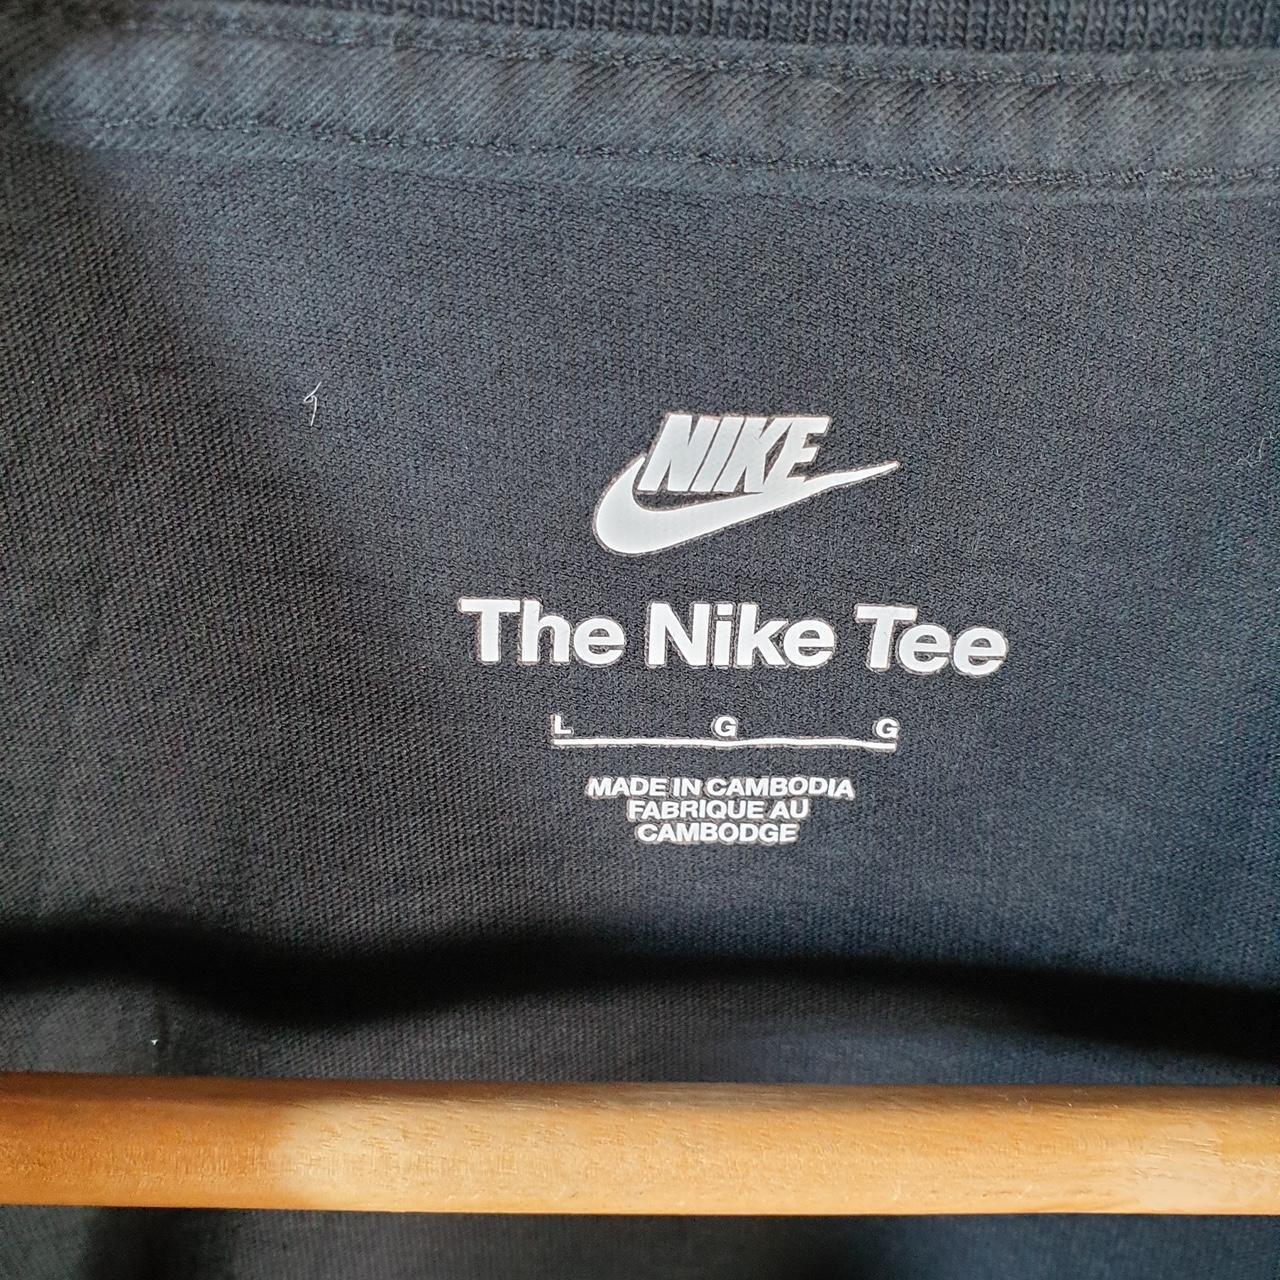 NIKE
The Nike Tee
L G G
MADE IN CAMBODIA
FABRIQUE AU
CAMBODGE